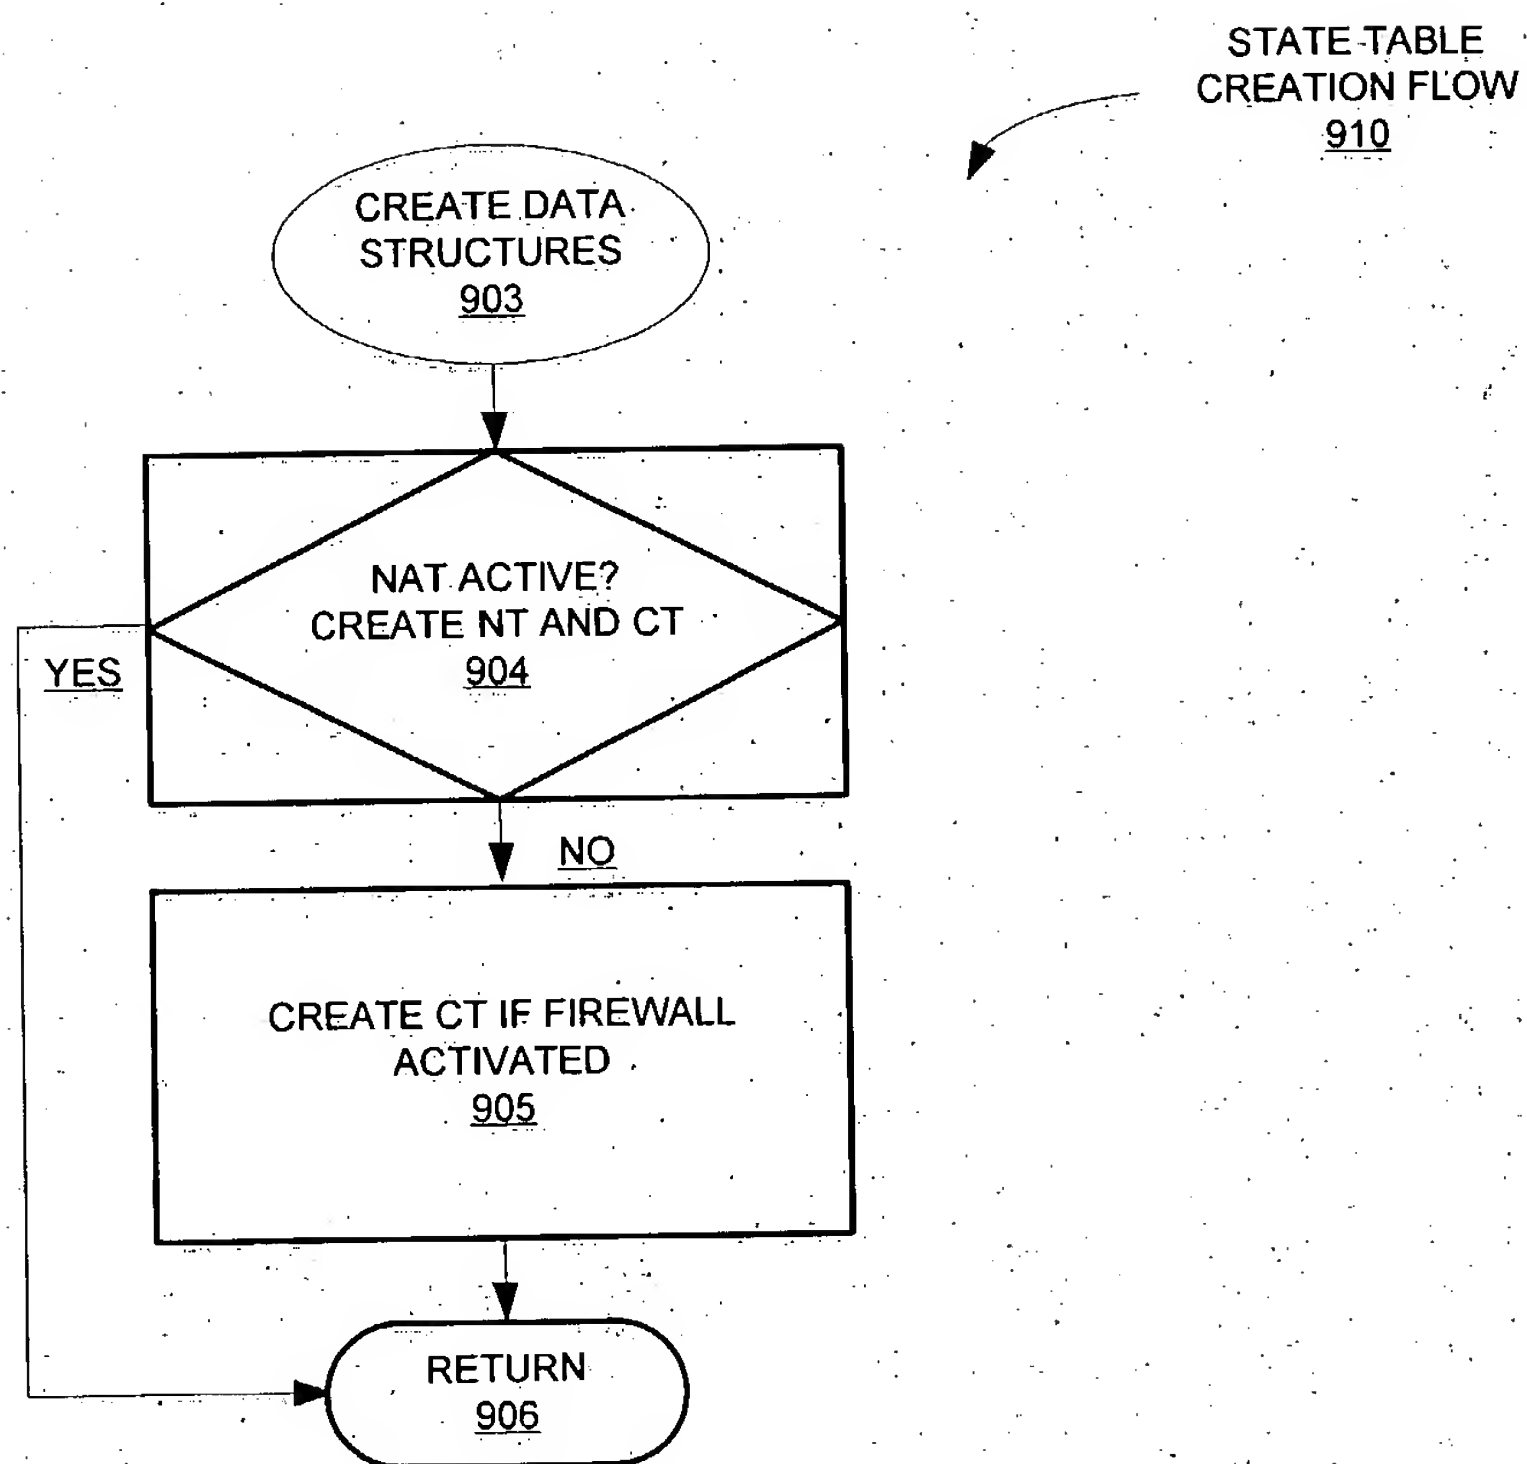 STATE TABLE
CREATION FLOW
910
CREATE DATA
STRUCTURES
903
NAT ACTIVE?
CREATE NT AND CT
904
YES
NO
CREATE CT IF FIREWALL
ACTIVATED
905
RETURN
906